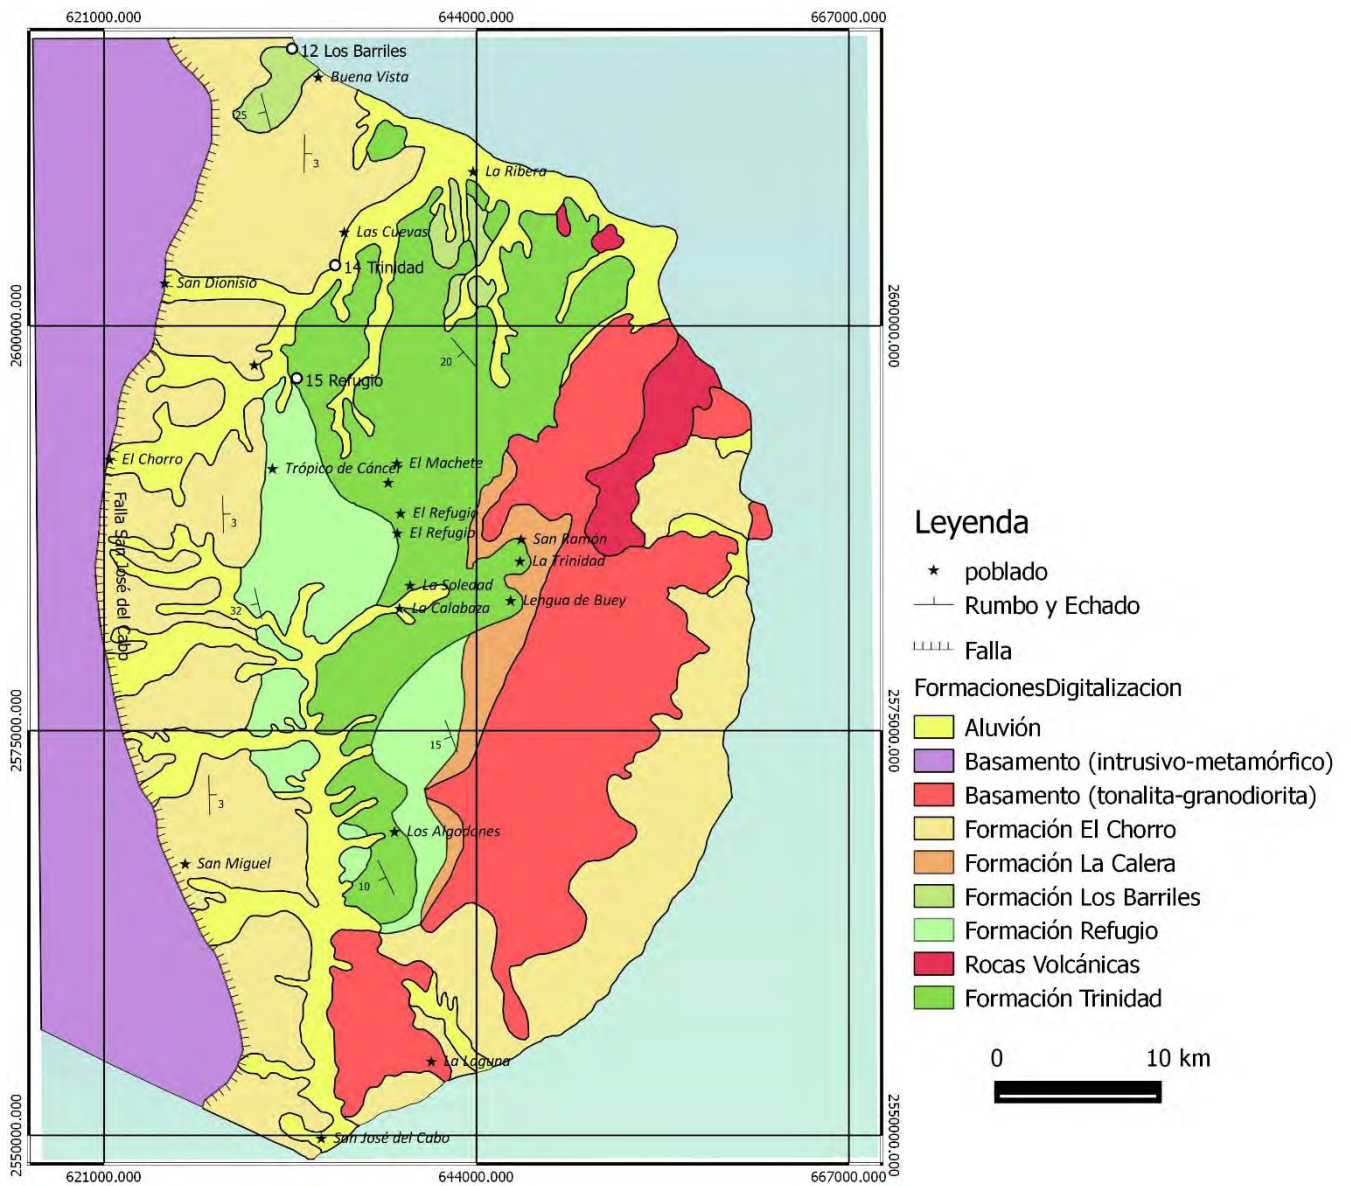 621000.000
644000.000
667000.000
12 Los Barriles
Buena Vista
25
3
La Ribera
Las Cuevas
14 Trinidad
San Dionisio
2600000.000
2600000.000
20
15 Refugio
El Chorro
Trópico de Cáncer
El Machete
Falla San José del Cabo
3
El Refugio
El Refugio
San Ramón
La Trinidad
La Soledad
32
La Calabaza
Lengua de Buey
2575000.000
2575000.000
15
3
Los Algodones
San Miguel
10
La Laguna
San José del Cabo
2550000.000
2550000.000
621000.000
644000.000
667000.000
Leyenda
poblado
Rumbo y Echado
Falla
FormacionesDigitalizacion
Aluvión
Basamento (intrusivo-metamórfico)
Basamento (tonalita-granodiorita)
Formación El Chorro
Formación La Calera
Formación Los Barriles
Formación Refugio
Rocas Volcánicas
Formación Trinidad
0 10 km